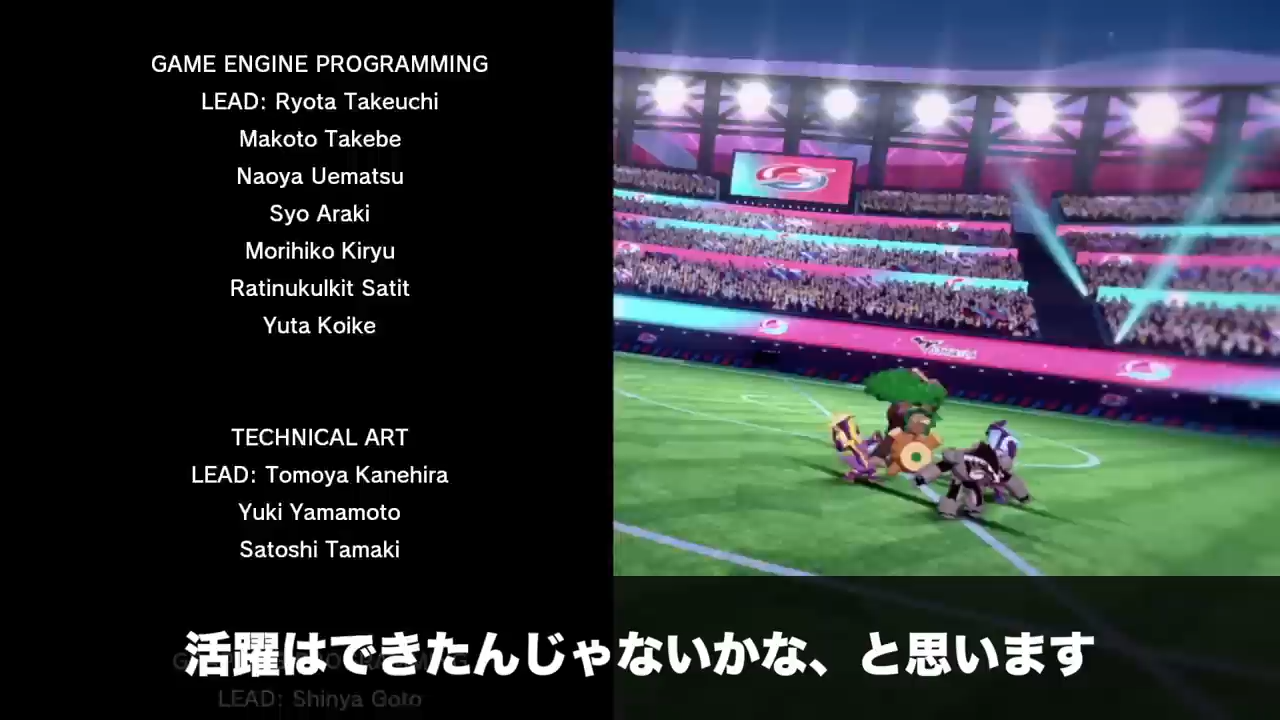 GAME ENGINE PROGRAMMING
LEAD: Ryota Takeuchi
Makoto Takebe
Naoya Uematsu
Syo Araki
Morihiko Kiryu
Ratinukulkit Satit
Yuta Koike
TECHNICAL ART
LEAD: Tomoya Kanehira
Yuki Yamamoto
Satoshi Tamaki
活躍はできたんじゃないかな、と思います
LEAD: Shinya Goto